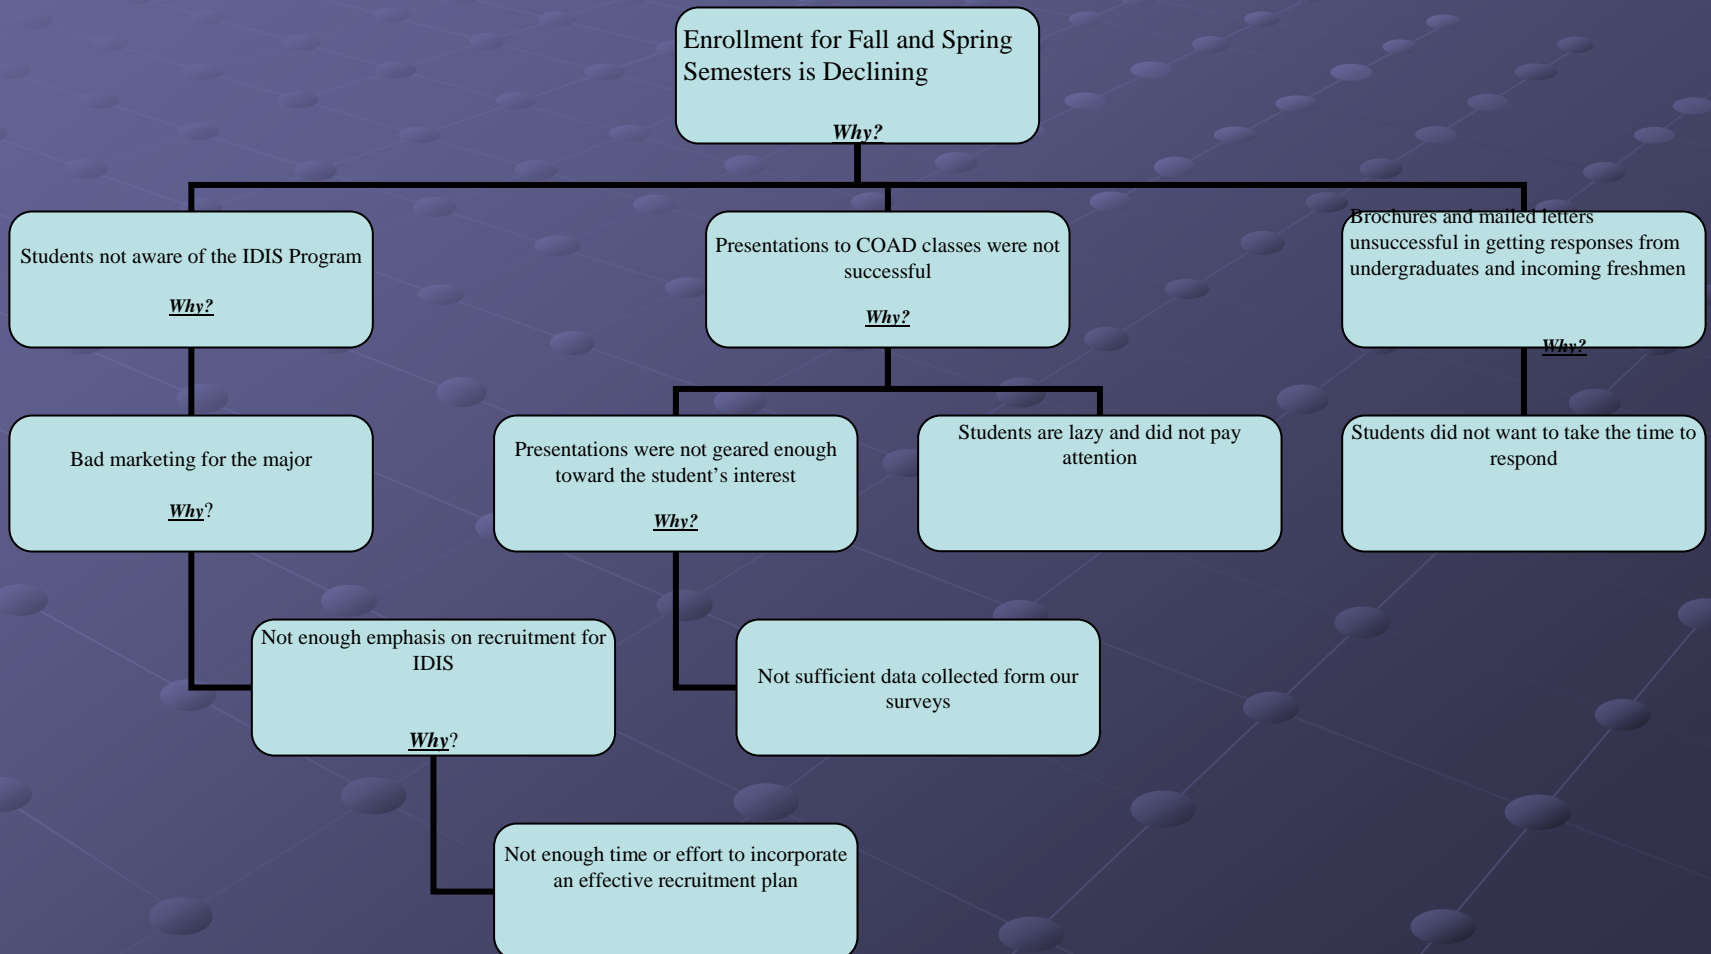 Enrollment for Fall and Spring
Semesters is Declining
Why?
Students not aware of the IDIS Program
Why?
Presentations to COAD classes were not
successful
Why?
Brochures and mailed letters
unsuccessful in getting responses from
undergraduates and incoming freshmen
Why?
Bad marketing for the major
Why?
Presentations were not geared enough
toward the student’s interest
Why?
Students are lazy and did not pay
attention
Students did not want to take the time to
respond
Not enough emphasis on recruitment for
IDIS
Why?
Not sufficient data collected form our
surveys
Not enough time or effort to incorporate
an effective recruitment plan